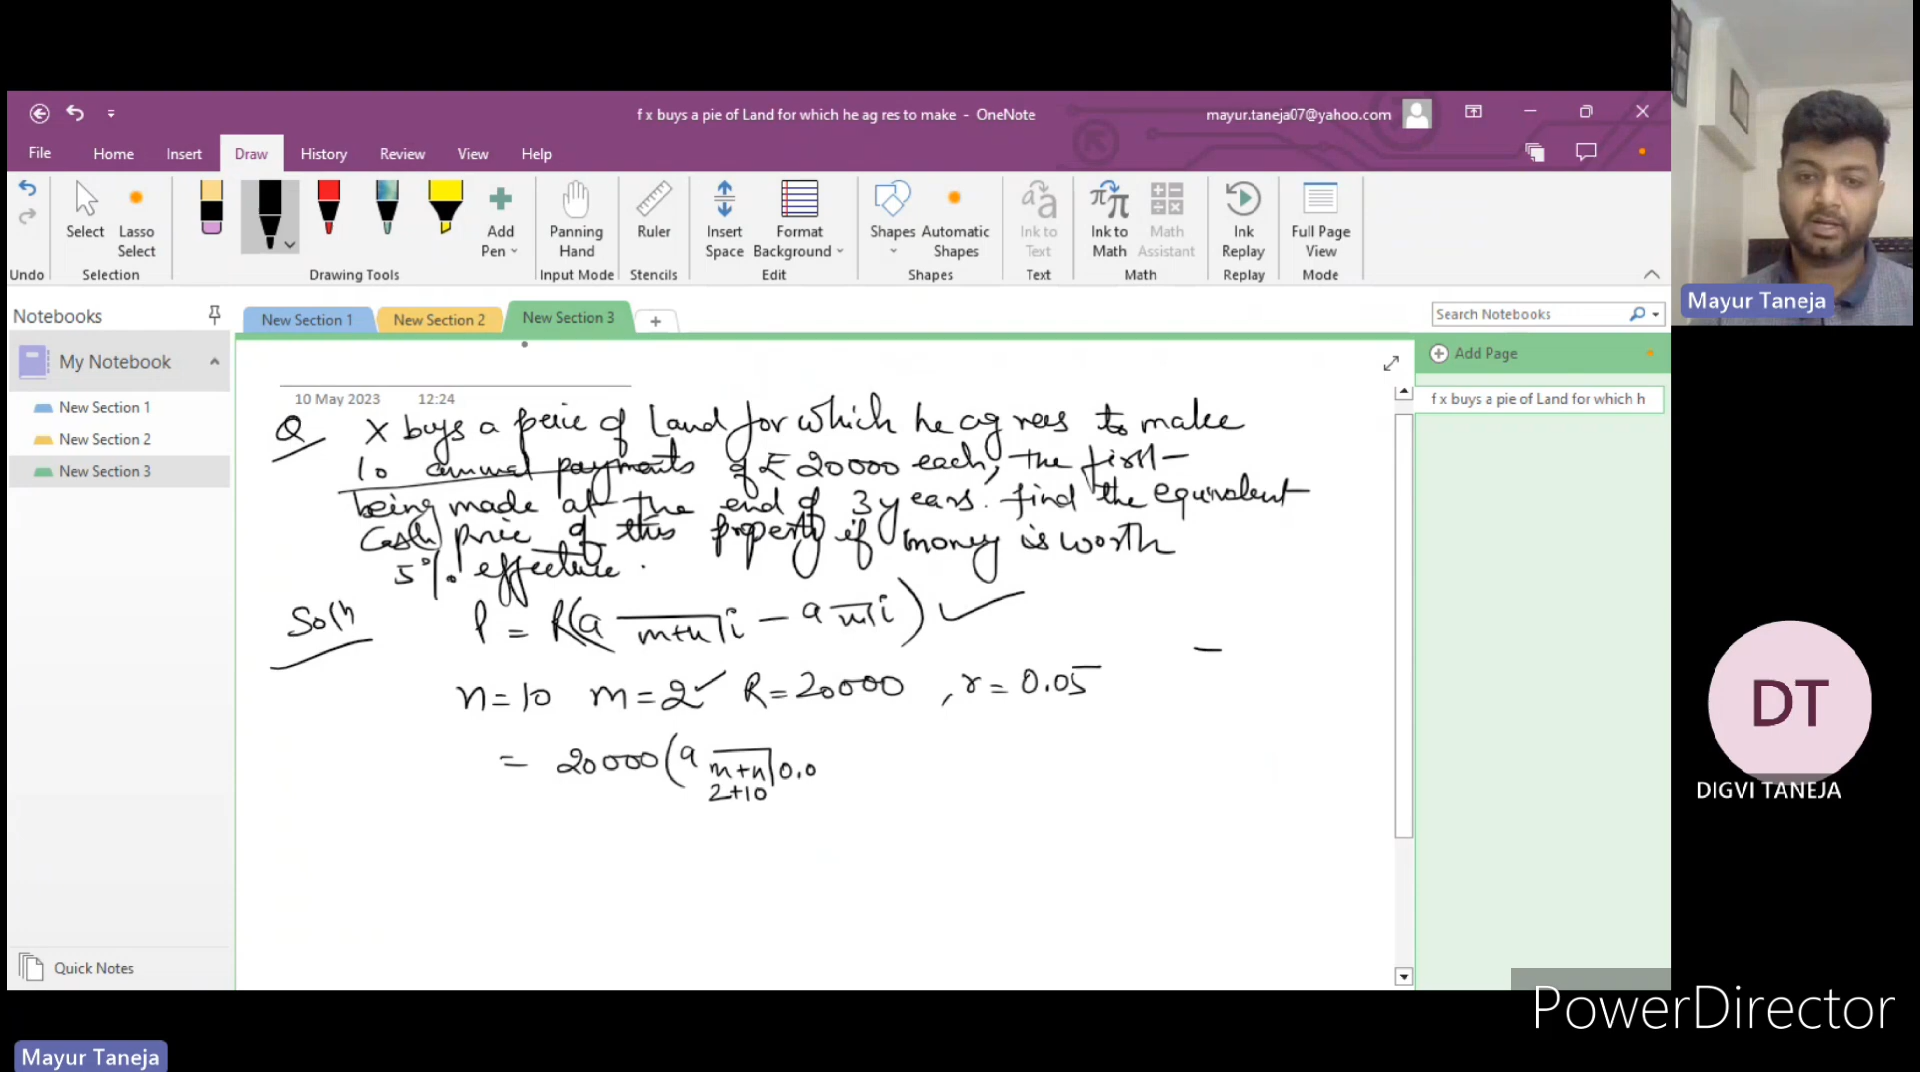 f x buys a pie of Land for which he ag res to make - OneNote
mayur.taneja07@yahoo.com
File Home Insert Draw History Review View Help
Select
Lasso Select
Add Pen
Panning Hand
Ruler
Insert Space
Format Background
Shapes
Automatic Shapes
Ink to Text
Ink to Math
Math Assistant
Ink Replay
Full Page View
Undo Selection Drawing Tools Input Mode Stencils Edit Shapes Text Math Replay Mode
Notebooks
My Notebook
New Section 1
New Section 2
New Section 3
Quick Notes
New Section 1 New Section 2 New Section 3 +
Search Notebooks
Add Page
f x buys a pie of Land for which h
10 May 2023 12:24
Q X buys a peice of Land for which he agrees to make
10 annual payments of ₹ 20000 each, the first
being made at the end of 3 years. find the equivalent
cash price of this property if money is worth
5% effective.
Soln P = R(a m+n| i – a m| i)
n=10 m=2 R=20000 , r=0.05
= 20000(a m+n| 0.0
2+10
Mayur Taneja
DT
DIGVI TANEJA
PowerDirector
Mayur Taneja